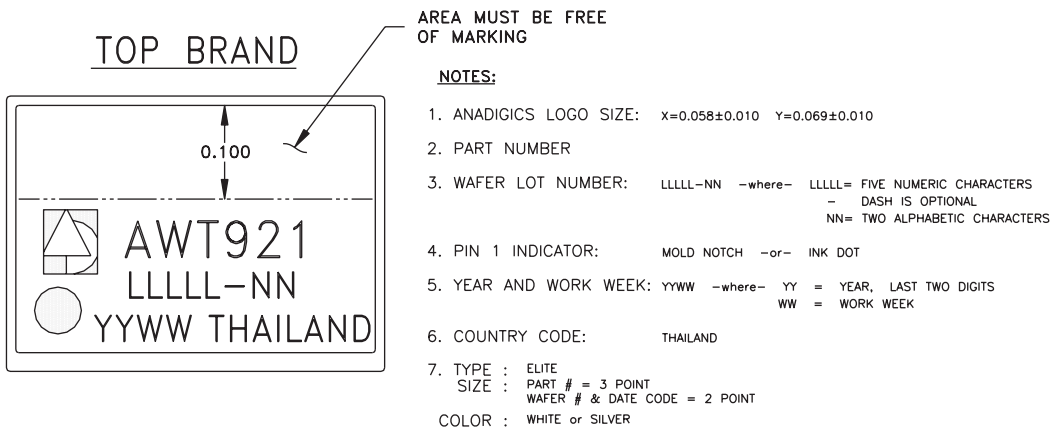 AREA MUST BE FREE
OF MARKING
TOP BRAND
0.100
AWT921
LLLLL-NN
YYWW THAILAND
NOTES:
1. ANADIGICS LOGO SIZE: X=0.058±0.010 Y=0.069±0.010
2. PART NUMBER
3. WAFER LOT NUMBER: LLLLL-NN -where- LLLLL= FIVE NUMERIC CHARACTERS
- DASH IS OPTIONAL
NN= TWO ALPHABETIC CHARACTERS
4. PIN 1 INDICATOR: MOLD NOTCH -or- INK DOT
5. YEAR AND WORK WEEK: YYWW -where- YY = YEAR, LAST TWO DIGITS
WW = WORK WEEK
6. COUNTRY CODE: THAILAND
7. TYPE : ELITE
SIZE : PART # = 3 POINT
WAFER # & DATE CODE = 2 POINT
COLOR : WHITE or SILVER